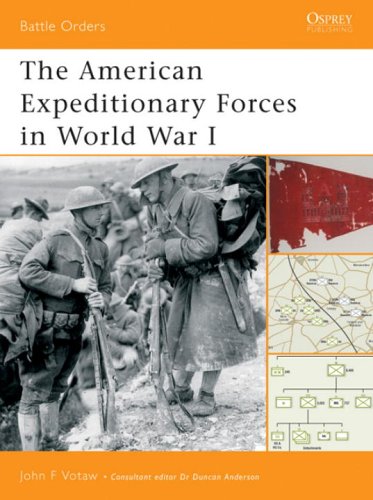 Battle Orders
OSPREY
PUBLISHING
The American
Expeditionary Forces
in World War I
John F Votaw • Consultant editor Dr Duncan Anderson